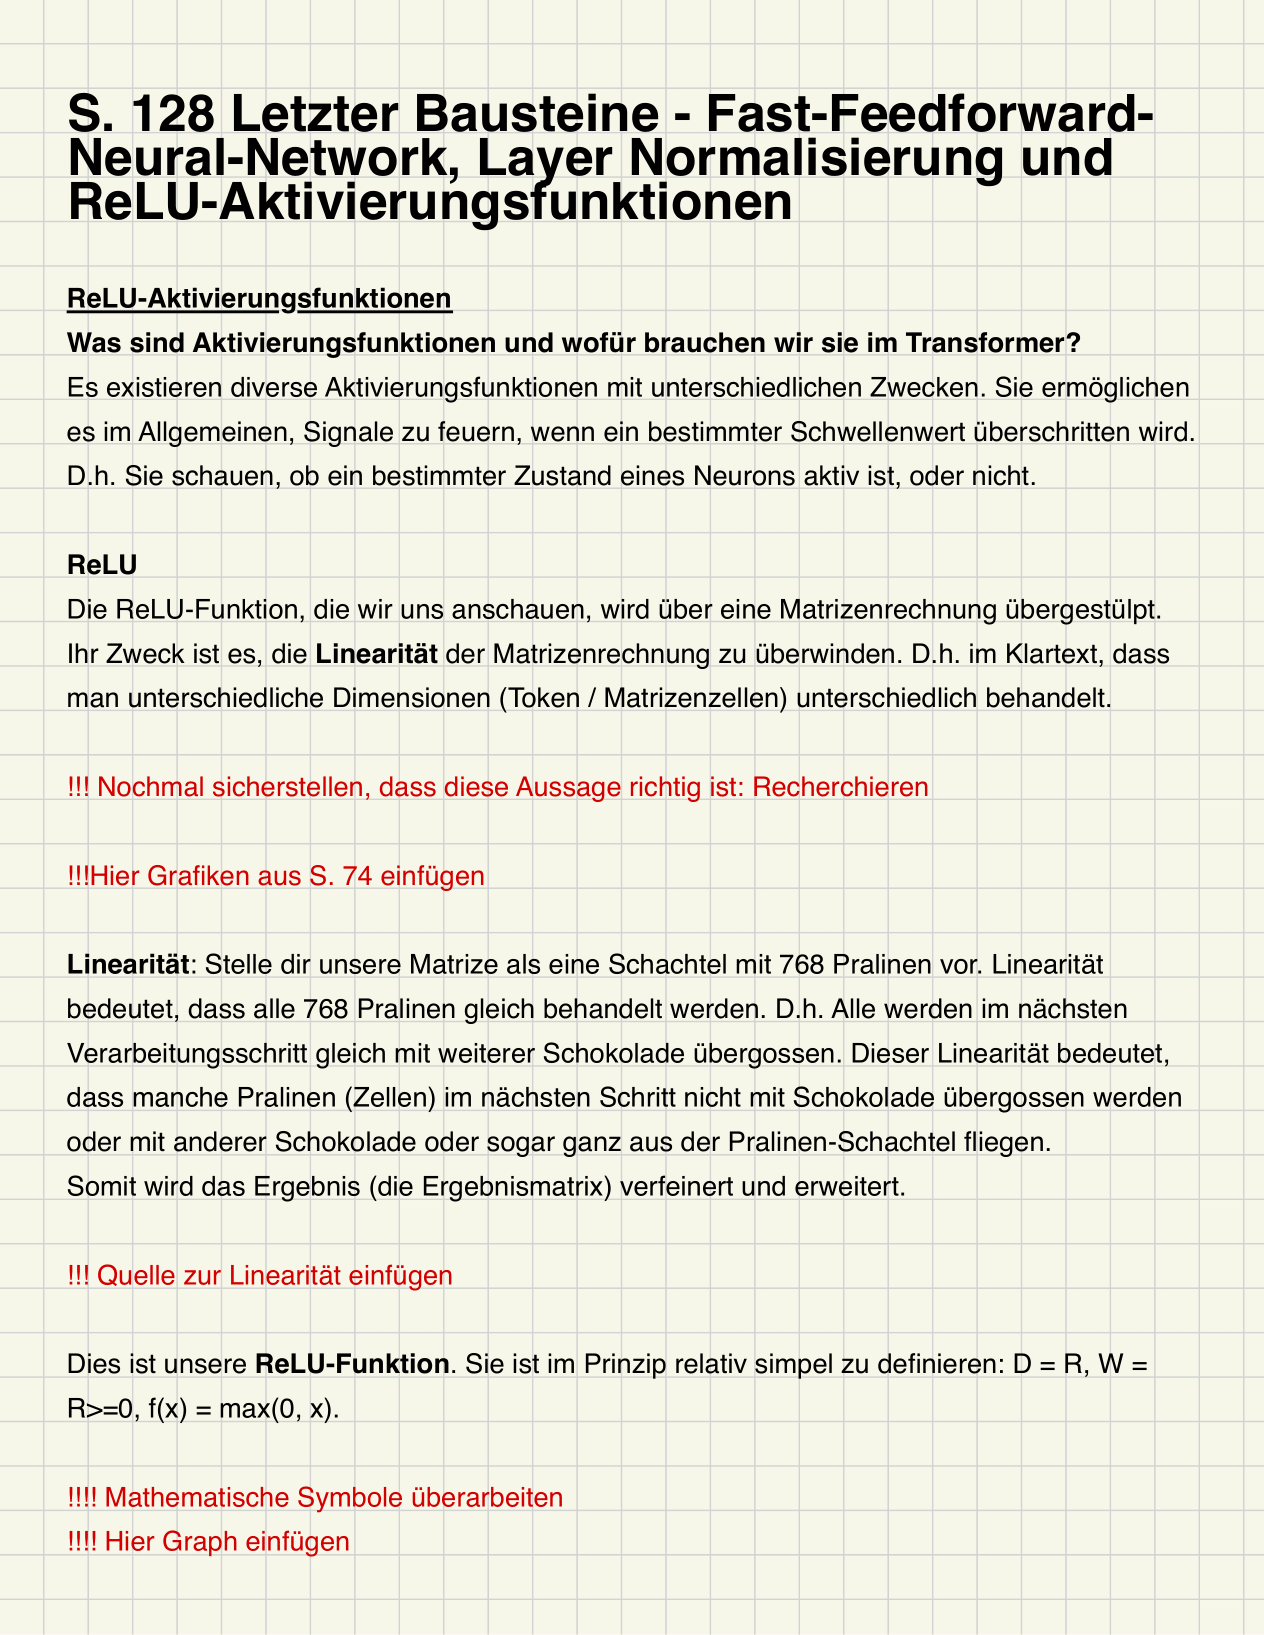 S. 128 Letzter Bausteine - Fast-Feedforward-
Neural-Network, Layer Normalisierung und
ReLU-Aktivierungsfunktionen
ReLU-Aktivierungsfunktionen
Was sind Aktivierungsfunktionen und wofür brauchen wir sie im Transformer?
Es existieren diverse Aktivierungsfunktionen mit unterschiedlichen Zwecken. Sie ermöglichen
es im Allgemeinen, Signale zu feuern, wenn ein bestimmter Schwellenwert überschritten wird.
D.h. Sie schauen, ob ein bestimmter Zustand eines Neurons aktiv ist, oder nicht.
ReLU
Die ReLU-Funktion, die wir uns anschauen, wird über eine Matrizenrechnung übergestülpt.
Ihr Zweck ist es, die Linearität der Matrizenrechnung zu überwinden. D.h. im Klartext, dass
man unterschiedliche Dimensionen (Token / Matrizenzellen) unterschiedlich behandelt.
!!! Nochmal sicherstellen, dass diese Aussage richtig ist: Recherchieren
!!!Hier Grafiken aus S. 74 einfügen
Linearität: Stelle dir unsere Matrize als eine Schachtel mit 768 Pralinen vor. Linearität
bedeutet, dass alle 768 Pralinen gleich behandelt werden. D.h. Alle werden im nächsten
Verarbeitungsschritt gleich mit weiterer Schokolade übergossen. Dieser Linearität bedeutet,
dass manche Pralinen (Zellen) im nächsten Schritt nicht mit Schokolade übergossen werden
oder mit anderer Schokolade oder sogar ganz aus der Pralinen-Schachtel fliegen.
Somit wird das Ergebnis (die Ergebnismatrix) verfeinert und erweitert.
!!! Quelle zur Linearität einfügen
Dies ist unsere ReLU-Funktion. Sie ist im Prinzip relativ simpel zu definieren: D = R, W =
R>=0, f(x) = max(0, x).
!!!! Mathematische Symbole überarbeiten
!!!! Hier Graph einfügen